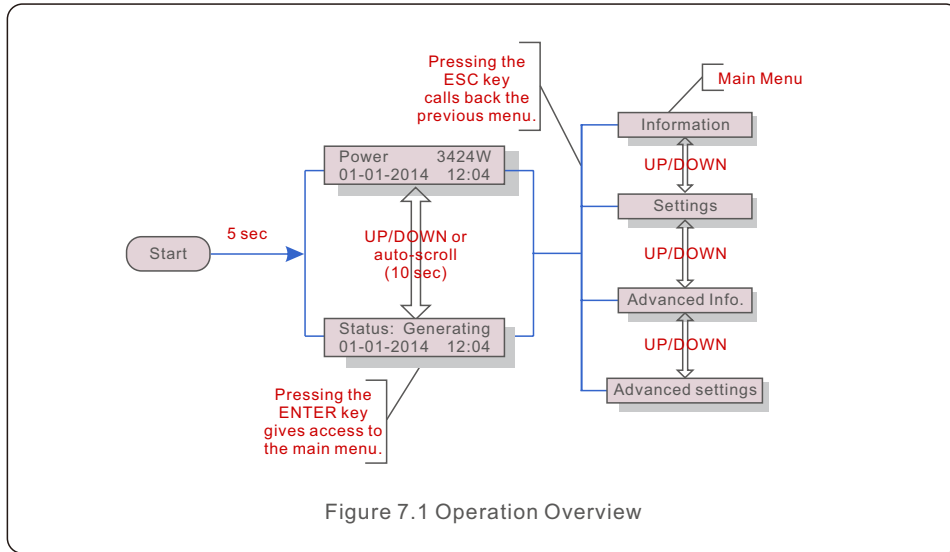 Pressing the
ESC key
calls back the
previous menu.
Main Menu
Information
UP/DOWN
Settings
UP/DOWN
Advanced Info.
UP/DOWN
Advanced settings
Power 3424W
01-01-2014 12:04
Start
5 sec
UP/DOWN or
auto-scroll
(10 sec)
Status: Generating
01-01-2014 12:04
Pressing the
ENTER key
gives access to
the main menu.
Figure 7.1 Operation Overview